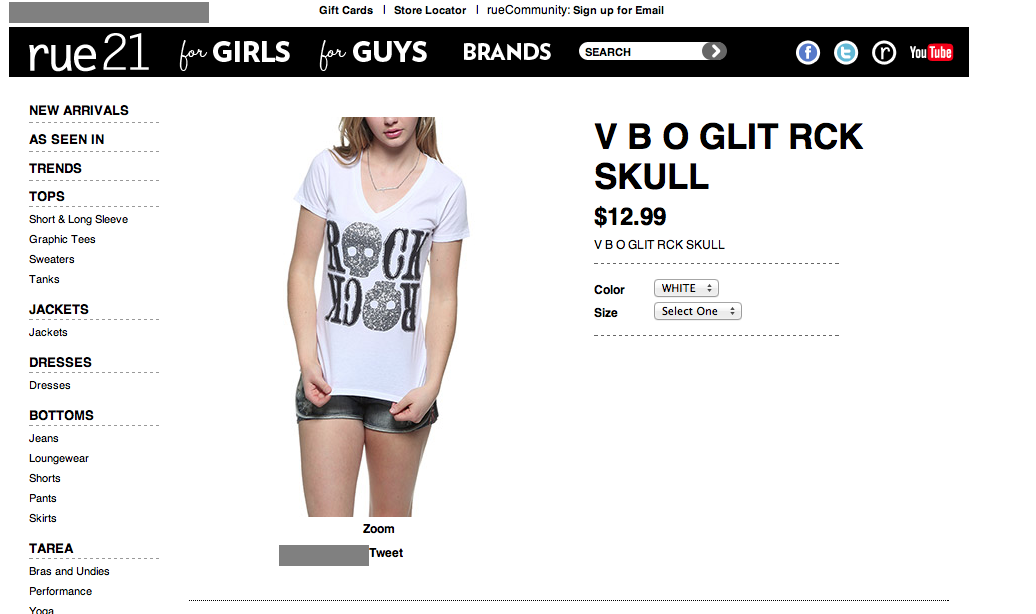 Gift Cards | Store Locator | rueCommunity: Sign up for Email
rue21 for GIRLS for GUYS BRANDS SEARCH f t r YouTube
NEW ARRIVALS
AS SEEN IN
TRENDS
TOPS
Short & Long Sleeve
Graphic Tees
Sweaters
Tanks
JACKETS
Jackets
DRESSES
Dresses
BOTTOMS
Jeans
Loungewear
Shorts
Pants
Skirts
TAREA
Bras and Undies
Performance
Yoga
ROCK
ROCK
Zoom
Tweet
V B O GLIT RCK
SKULL
$12.99
V B O GLIT RCK SKULL
Color WHITE
Size Select One